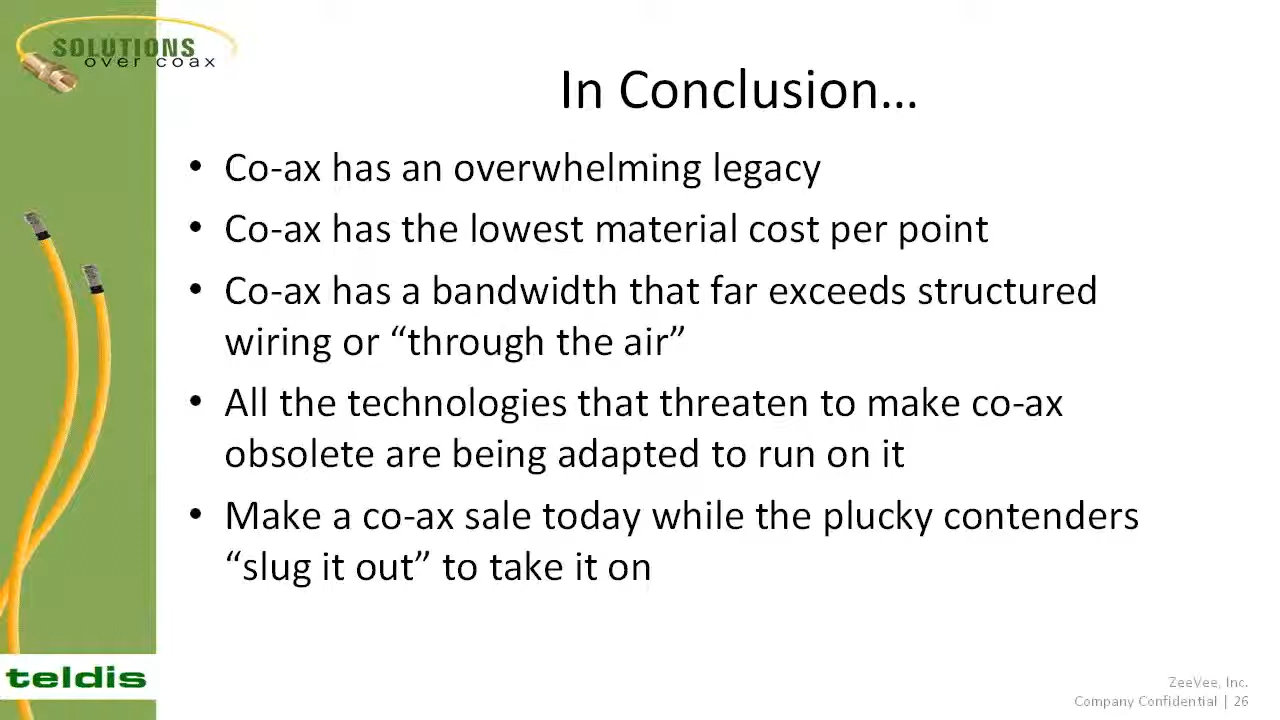 SOLUTIONS
over coax
In Conclusion…
• Co-ax has an overwhelming legacy
• Co-ax has the lowest material cost per point
• Co-ax has a bandwidth that far exceeds structured
wiring or “through the air”
• All the technologies that threaten to make co-ax
obsolete are being adapted to run on it
• Make a co-ax sale today while the plucky contenders
“slug it out” to take it on
teldis
ZeeVee, Inc.
Company Confidential | 26